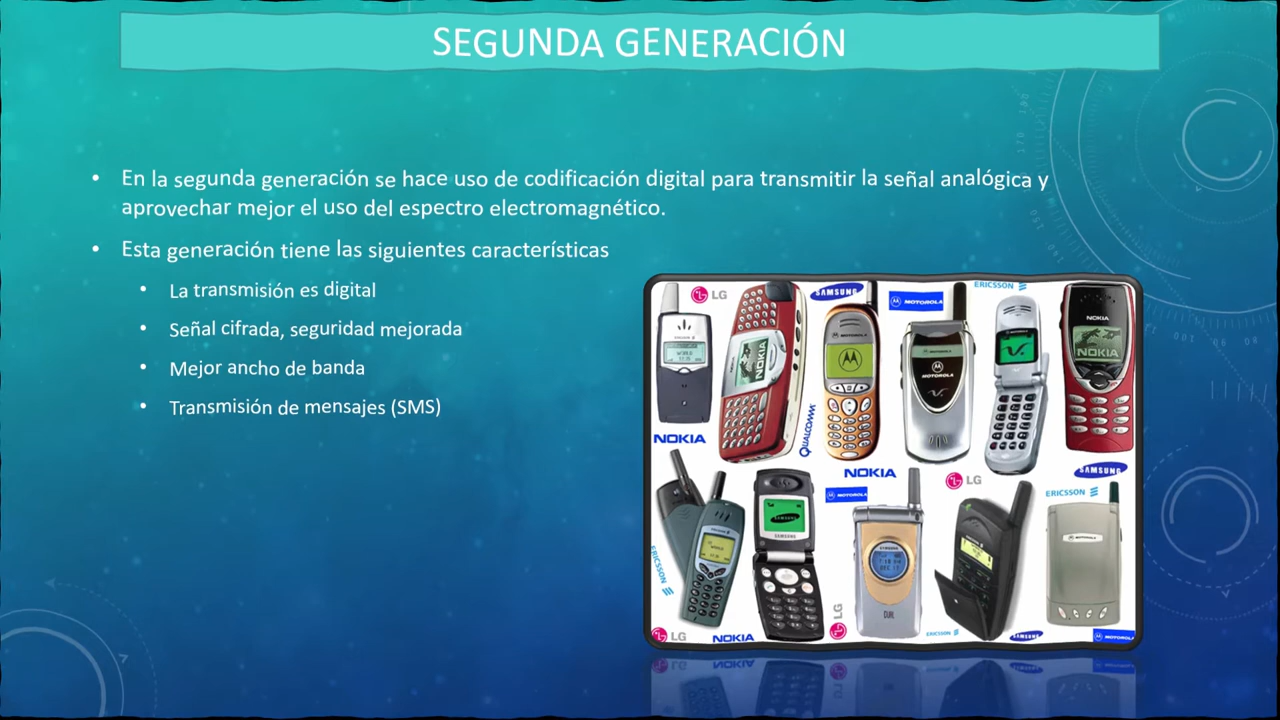 SEGUNDA GENERACIÓN
• En la segunda generación se hace uso de codificación digital para transmitir la señal analógica y
aprovechar mejor el uso del espectro electromagnético.
• Esta generación tiene las siguientes características
• La transmisión es digital
• Señal cifrada, seguridad mejorada
• Mejor ancho de banda
• Transmisión de mensajes (SMS)
LG
SAMSUNG
MOTOROLA
ERICSSON
NOKIA
NOKIA
NOKIA
MOTOROLA
QUALCOMM
NOKIA
NOKIA
LG
SAMSUNG
MOTOROLA
ERICSSON
SAMSUNG
SAMSUNG
ERICSSON
LG
LG
NOKIA
ERICSSON
SAMSUNG
MOTOROLA